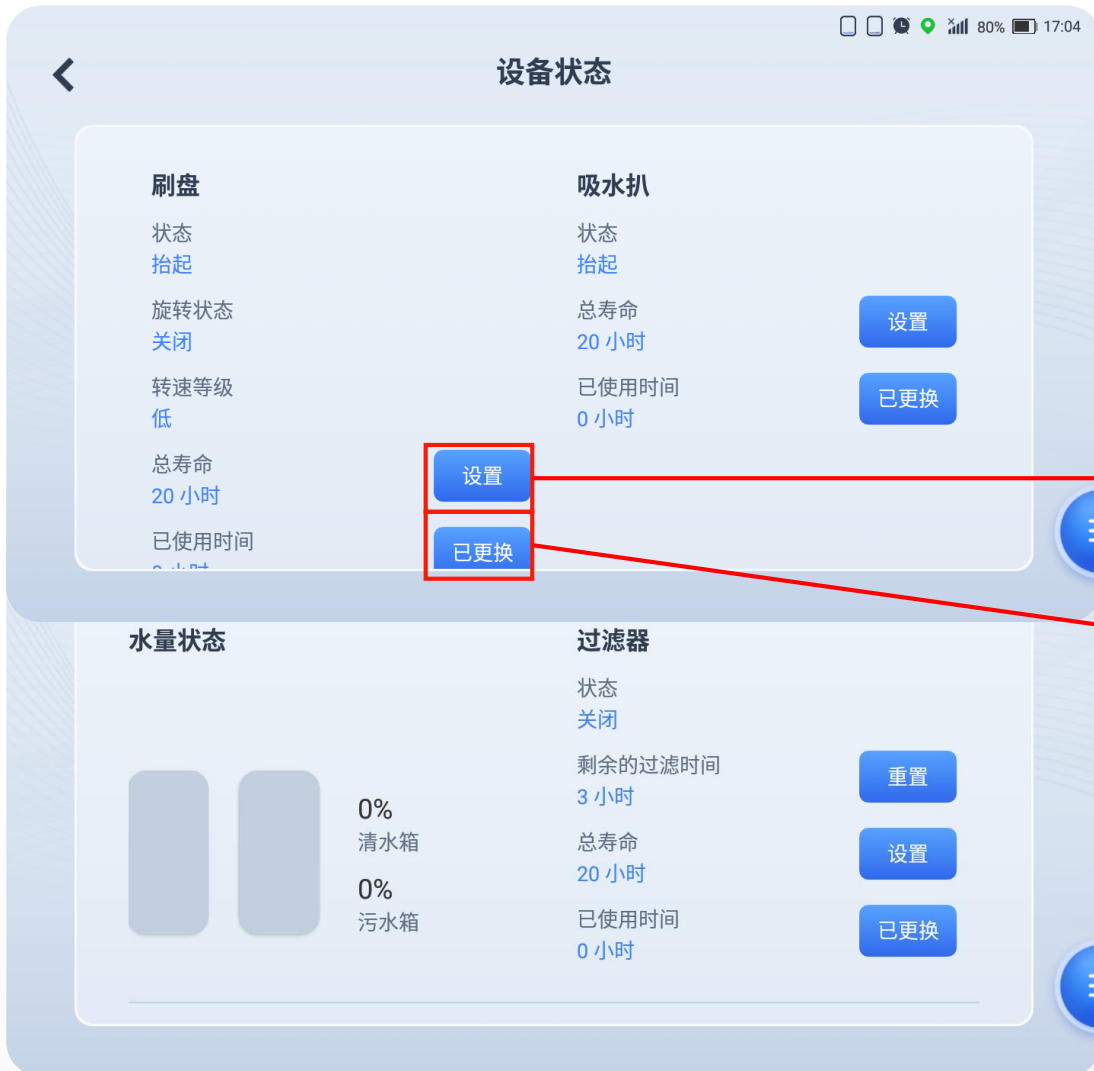 80% 17:04
设备状态
刷盘
状态
抬起
旋转状态
关闭
转速等级
低
总寿命
20 小时
设置
已使用时间
已更换
吸水扒
状态
抬起
总寿命
20 小时
设置
已使用时间
0 小时
已更换
水量状态
0%
清水箱
0%
污水箱
过滤器
状态
关闭
剩余的过滤时间
3 小时
重置
总寿命
20 小时
设置
已使用时间
0 小时
已更换